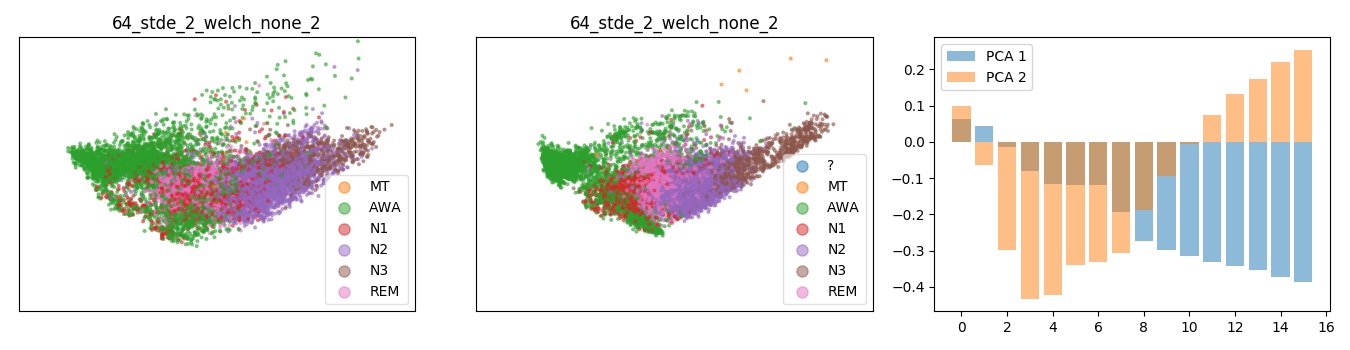 64_stde_2_welch_none_2
MT
AWA
N1
N2
N3
REM
64_stde_2_welch_none_2
?
MT
AWA
N1
N2
N3
REM
PCA 1
PCA 2
0.2
0.1
0.0
−0.1
−0.2
−0.3
−0.4
0 2 4 6 8 10 12 14 16